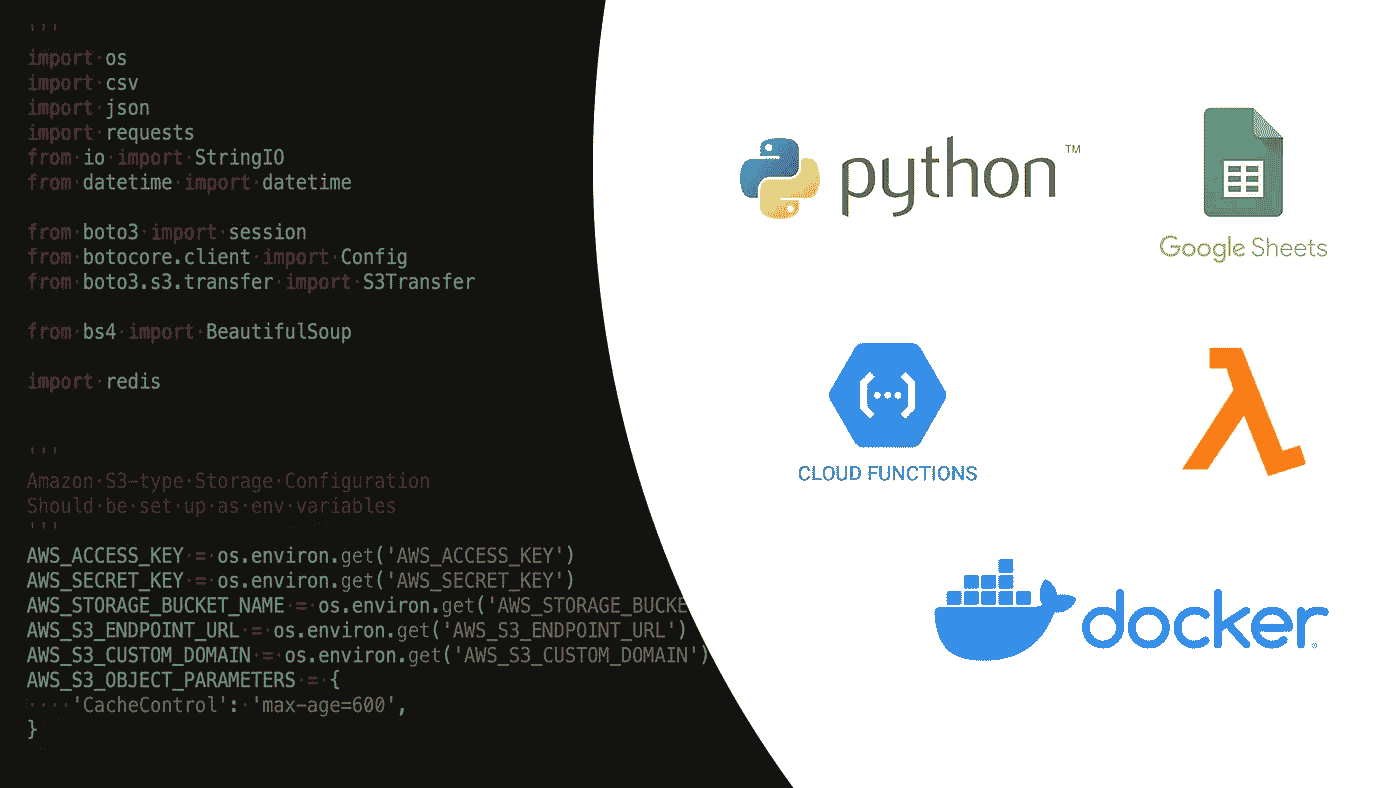 '''
import os
import csv
import json
import requests
from io import StringIO
from datetime import datetime
from boto3 import session
from botocore.client import Config
from boto3.s3.transfer import S3Transfer
from bs4 import BeautifulSoup
import redis
'''
Amazon S3-type Storage Configuration
Should be set up as env variables
'''
AWS_ACCESS_KEY = os.environ.get('AWS_ACCESS_KEY')
AWS_SECRET_KEY = os.environ.get('AWS_SECRET_KEY')
AWS_STORAGE_BUCKET_NAME = os.environ.get('AWS_STORAGE_BUCKE
AWS_S3_ENDPOINT_URL = os.environ.get('AWS_S3_ENDPOINT_URL')
AWS_S3_CUSTOM_DOMAIN = os.environ.get('AWS_S3_CUSTOM_DOMAIN')
AWS_S3_OBJECT_PARAMETERS = {
    'CacheControl': 'max-age=600',
}
python™
Google Sheets
CLOUD FUNCTIONS
docker